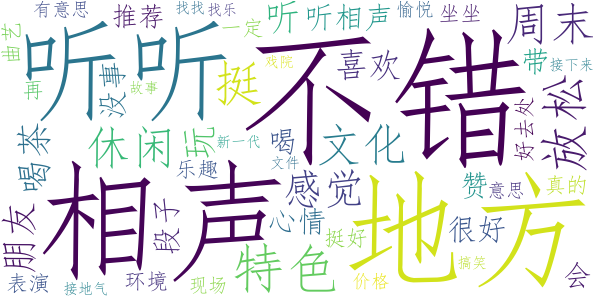 有意思
推荐
找找
找乐
一定
听听相声
愉悦
坐坐
周末
曲艺
听听
不错
戏院
喜欢
带
接下来
再
没事
故事
挺
放松
好去处
喝茶
休闲
玩
新一代
喝
文化
文件
乐趣
感觉
赞
意思
真的
朋友
相声
段子
心情
地方
很好
挺好
特色
表演
接地气
环境
现场
价格
搞笑
会